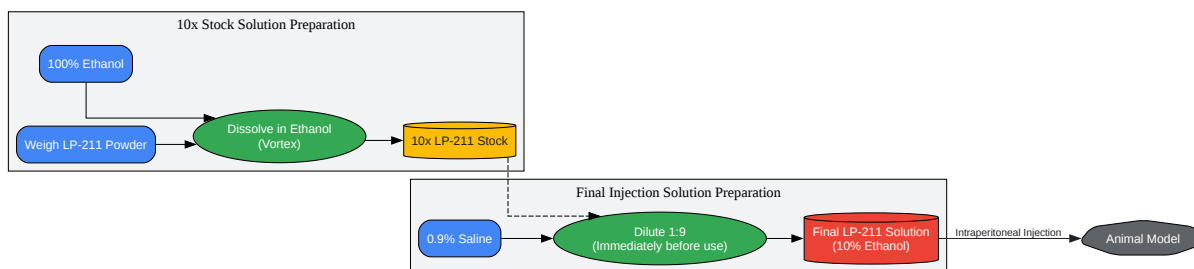 10x Stock Solution Preparation
100% Ethanol
Weigh LP-211 Powder
Dissolve in Ethanol
(Vortex)
10x LP-211 Stock
Final Injection Solution Preparation
0.9% Saline
Dilute 1:9
(Immediately before use)
Final LP-211 Solution
(10% Ethanol)
Intraperitoneal Injection
Animal Model